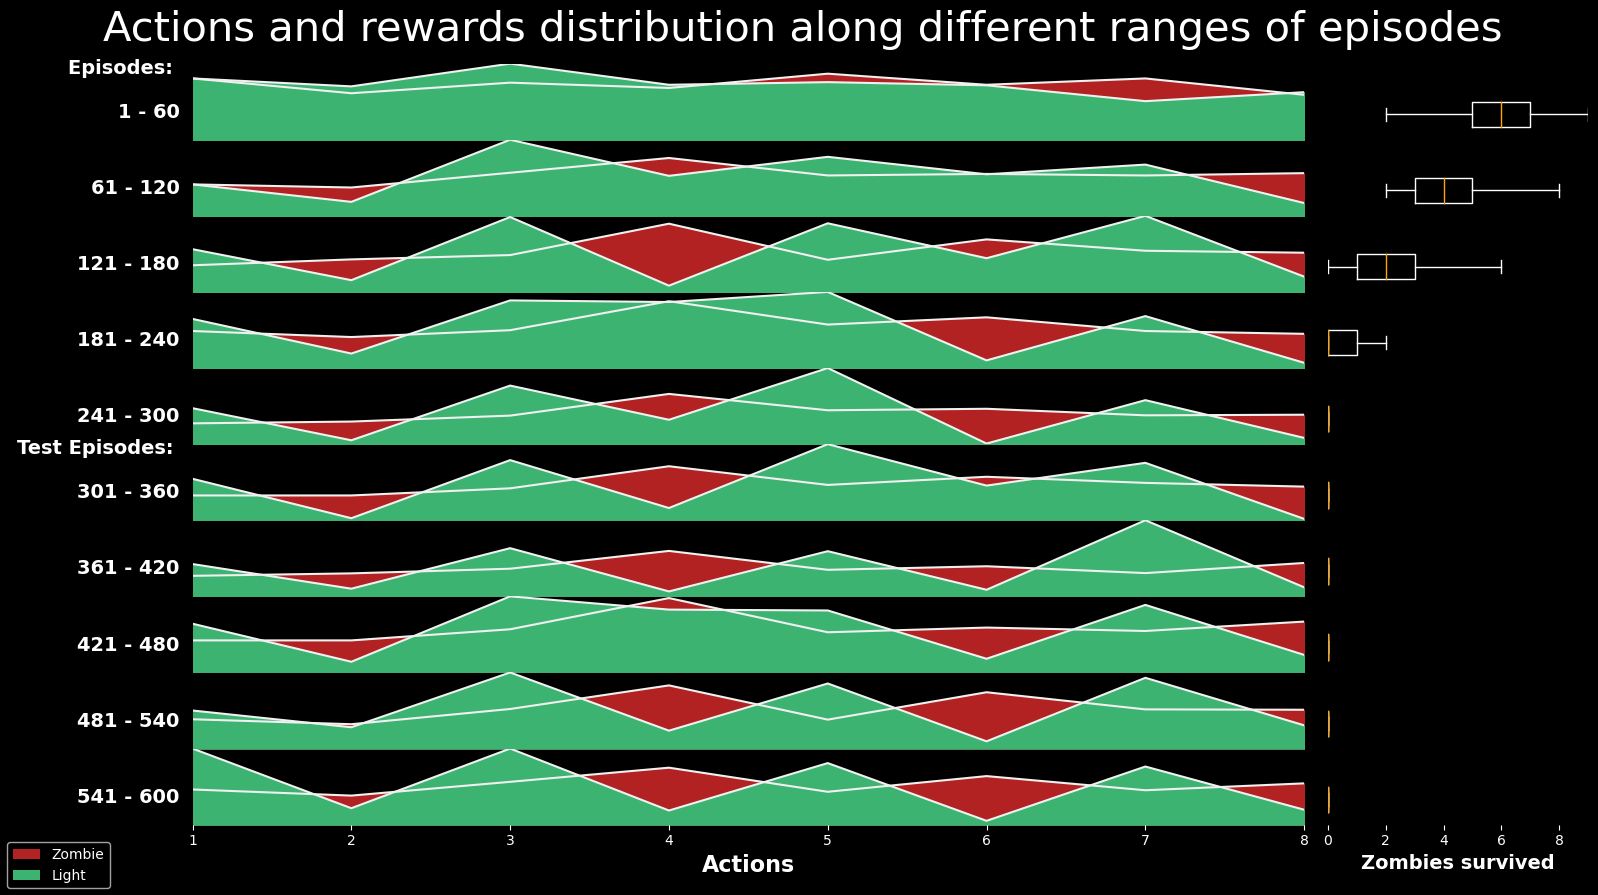 Actions and rewards distribution along different ranges of episodes
Episodes:
1 - 60
61 - 120
121 - 180
181 - 240
241 - 300
Test Episodes:
301 - 360
361 - 420
421 - 480
481 - 540
541 - 600
1 2 3 4 5 6 7 8
0 2 4 6 8
Actions
Zombies survived
Zombie
Light